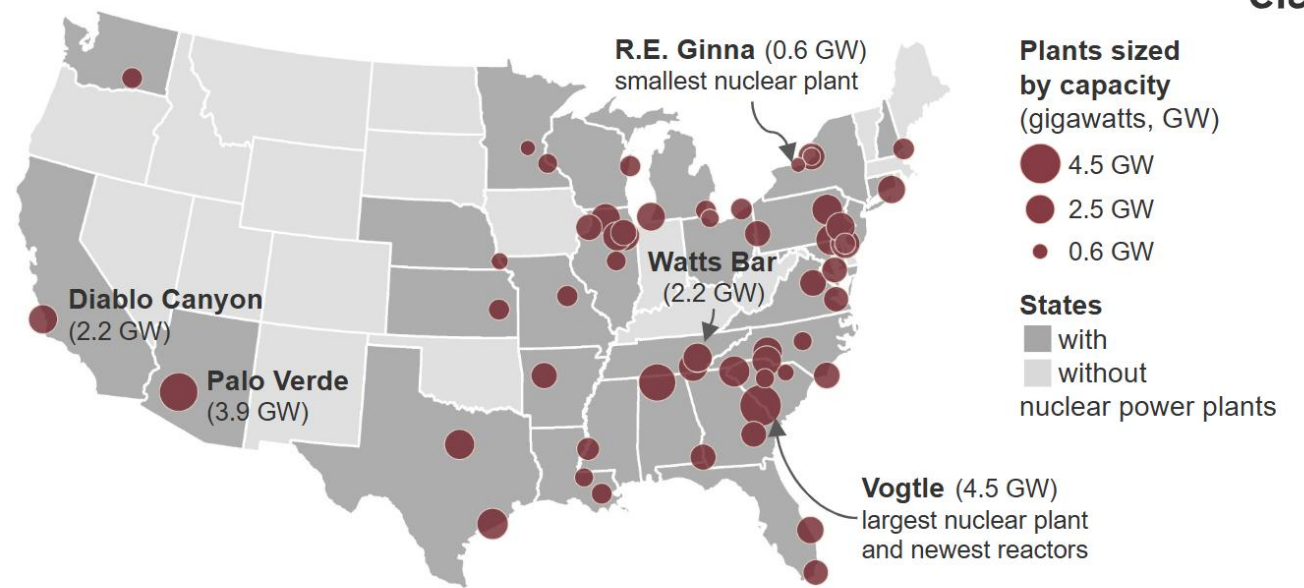 R.E. Ginna (0.6 GW)
smallest nuclear plant
Plants sized
by capacity
(gigawatts, GW)
4.5 GW
2.5 GW
0.6 GW
Watts Bar
(2.2 GW)
Diablo Canyon
(2.2 GW)
Palo Verde
(3.9 GW)
States
with
without
nuclear power plants
Vogtle (4.5 GW)
largest nuclear plant
and newest reactors